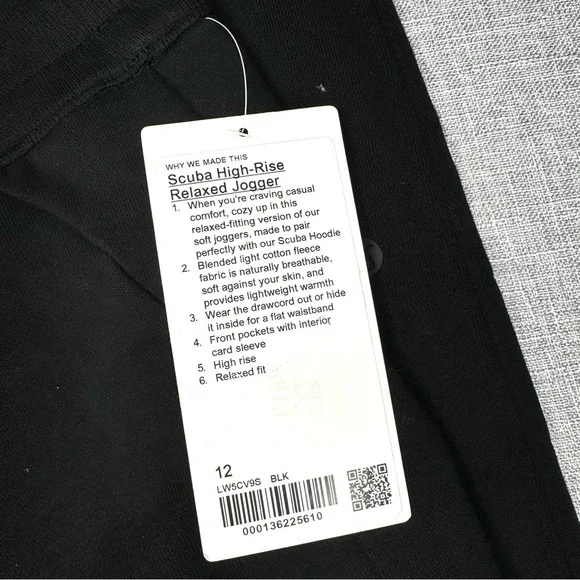 WHY WE MADE THIS
Scuba High-Rise
Relaxed Jogger
1. When you're craving casual
comfort, cozy up in this
relaxed-fitting version of our
soft joggers, made to pair
perfectly with our Scuba Hoodie
2. Blended light cotton fleece
fabric is naturally breathable,
soft against your skin, and
provides lightweight warmth
3. Wear the drawcord out or hide
it inside for a flat waistband
4. Front pockets with interior
card sleeve
5. High rise
6. Relaxed fit
12
LW5CV9S BLK
000136225610